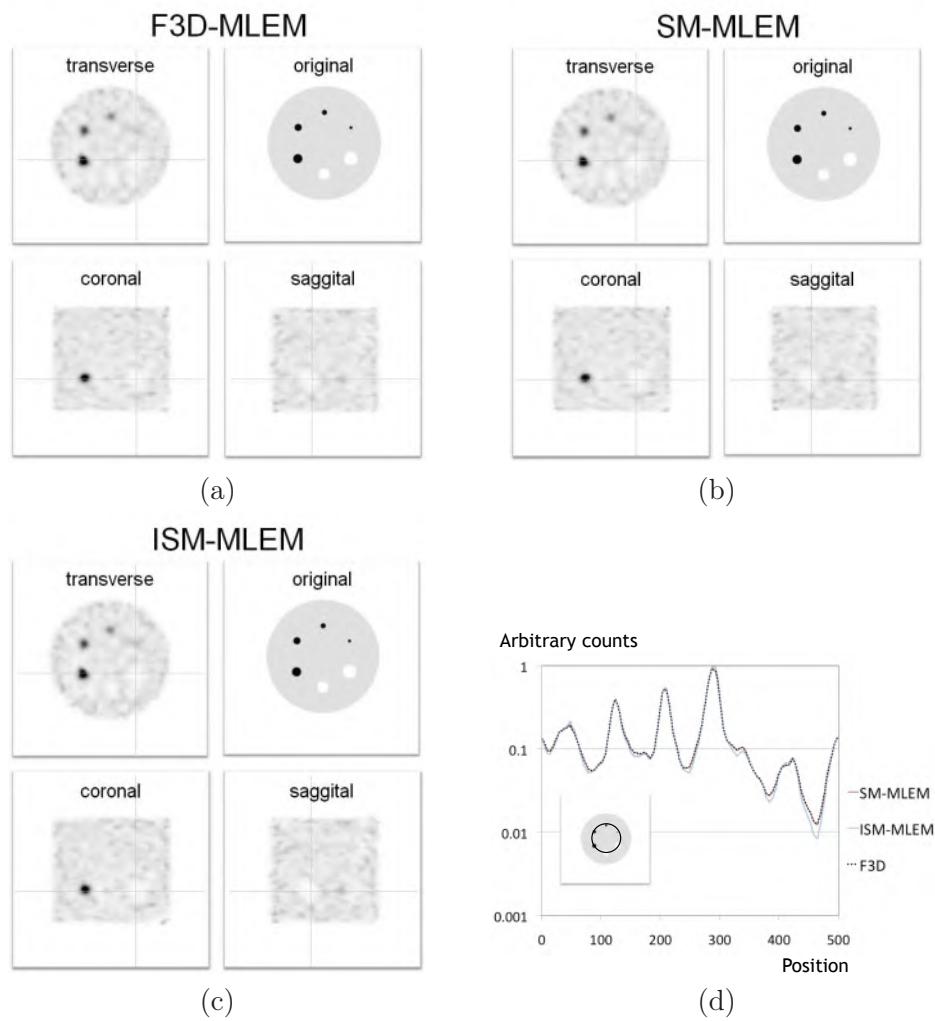 F3D-MLEM
transverse
original
coronal
saggital
(a)
SM-MLEM
transverse
original
coronal
saggital
(b)
ISM-MLEM
transverse
original
coronal
saggital
(c)
Arbitrary counts
1
0.1
0.01
0.001
0 100 200 300 400 500
Position
SM-MLEM
ISM-MLEM
F3D
(d)